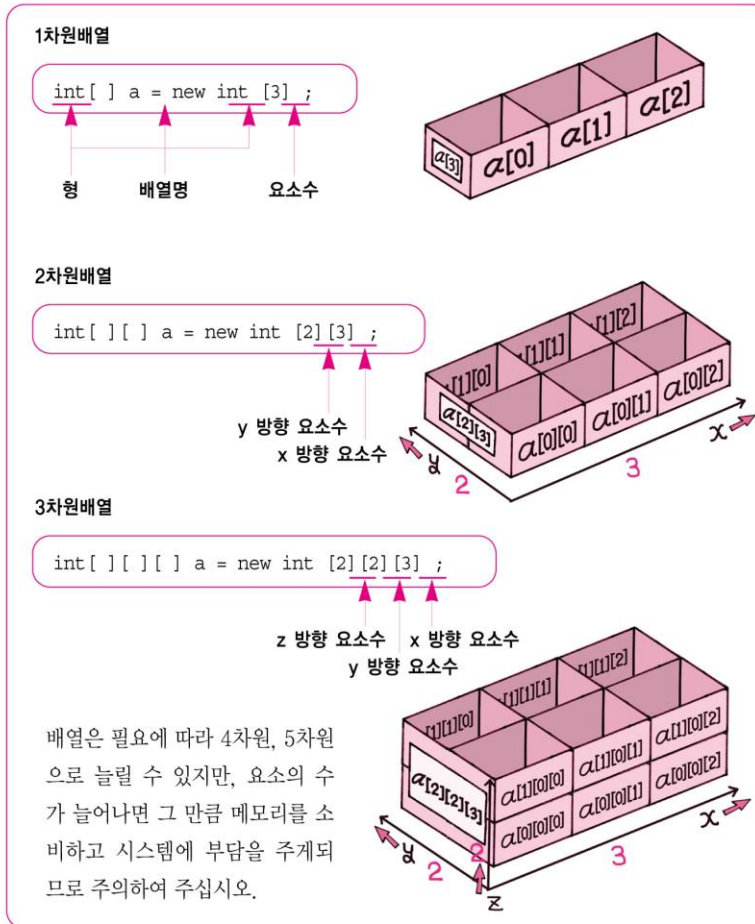 1차원배열
int[ ] a = new int [3] ;
형 배열명 요소수
a[3] a[0] a[1] a[2]
2차원배열
int[ ][ ] a = new int [2][3] ;
y 방향 요소수
x 방향 요소수
[1][0] [1][1] [1][2]
a[2][3] a[0][0] a[0][1] a[0][2]
y x
2 3
3차원배열
int[ ][ ][ ] a = new int [2][2][3] ;
z 방향 요소수 x 방향 요소수
y 방향 요소수
[1][1][0] [1][1][1] [1][1][2]
a[2][2][3] a[1][0][0] a[1][0][1] a[1][0][2]
a[0][0][0] a[0][0][1] a[0][0][2]
y x
2 2 3
z
배열은 필요에 따라 4차원, 5차원
으로 늘릴 수 있지만, 요소의 수
가 늘어나면 그 만큼 메모리를 소
비하고 시스템에 부담을 주게되
므로 주의하여 주십시오.